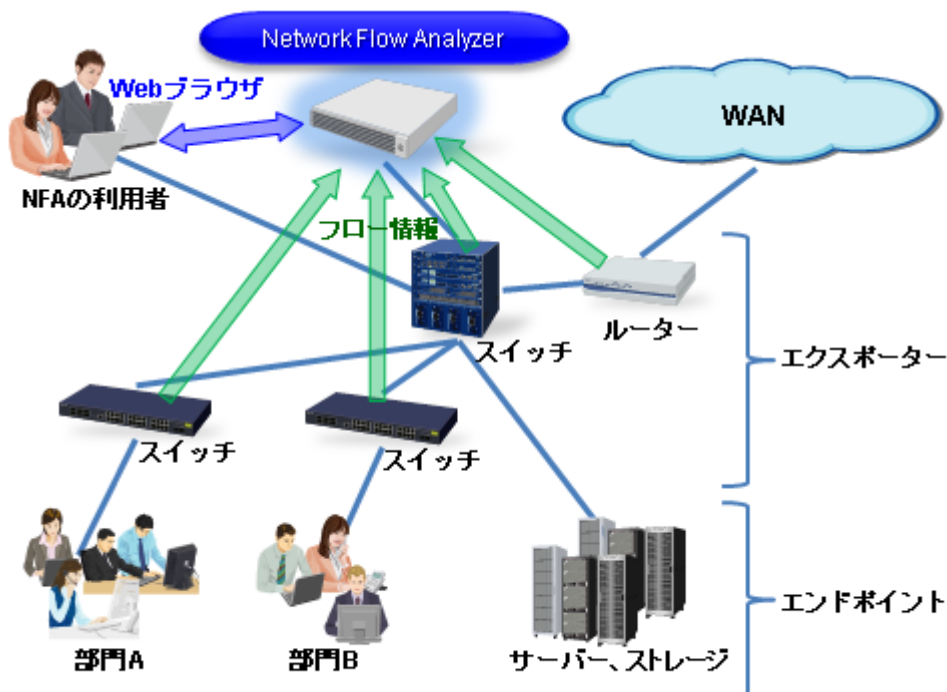 Network Flow Analyzer
Webブラウザ
WAN
NFAの利用者
フロー情報
ルーター
スイッチ
エクスポーター
スイッチ
スイッチ
エンドポイント
部門A
部門B
サーバー、ストレージ